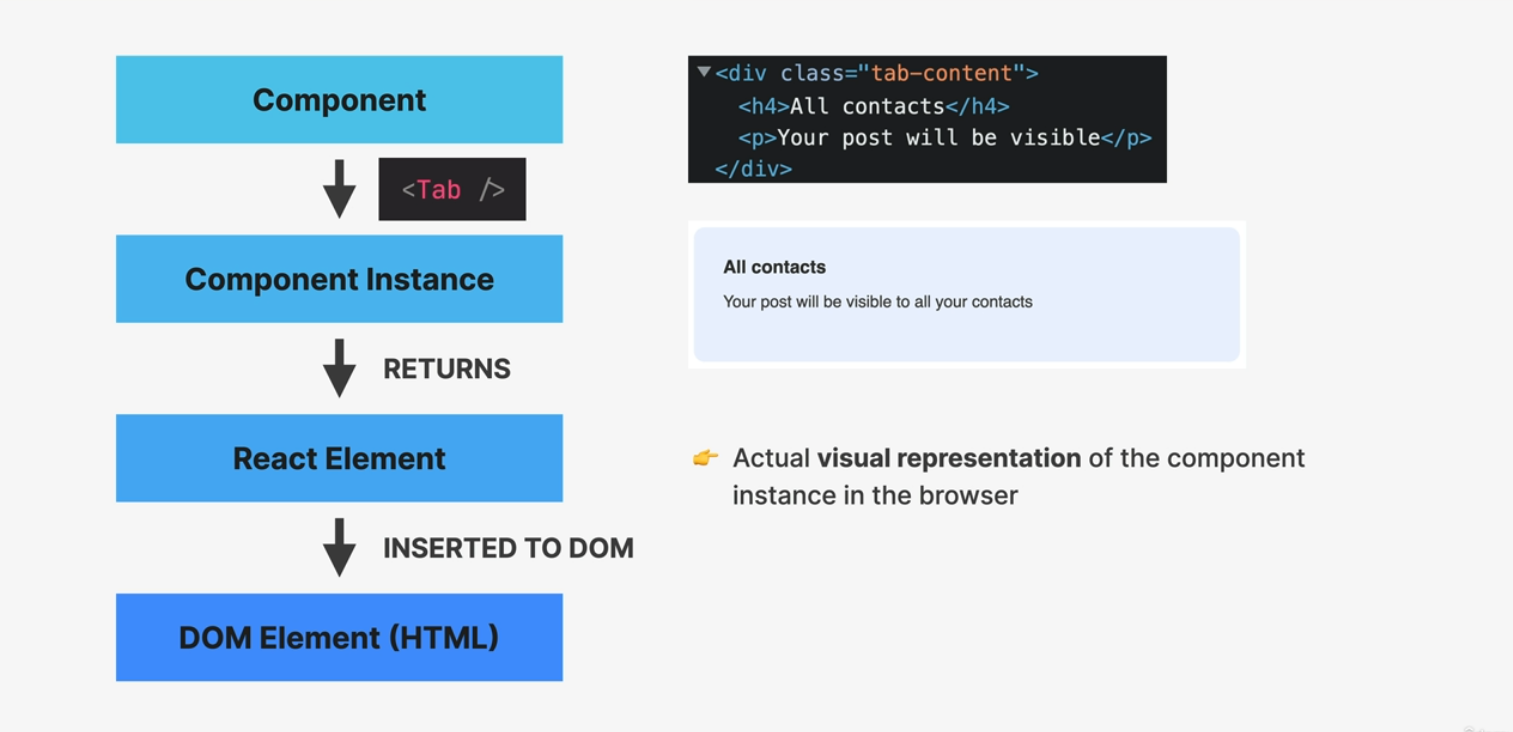 Component
<Tab />
Component Instance
RETURNS
React Element
INSERTED TO DOM
DOM Element (HTML)
<div class="tab-content">
<h4>All contacts</h4>
<p>Your post will be visible</p>
</div>
All contacts
Your post will be visible to all your contacts
👉 Actual visual representation of the component
instance in the browser